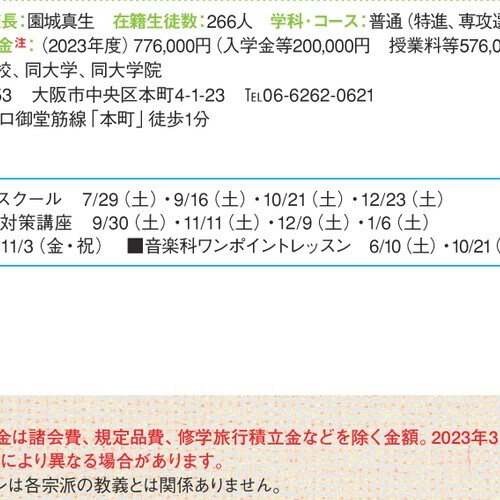 長：園城真生　在籍生徒数：266人　学科・コース：普通（特進、専攻選
金注：（2023年度）776,000円（入学金等200,000円　授業料等576,0
校、同大学、同大学院
53　大阪市中央区本町4-1-23　TEL06-6262-0621
ロ御堂筋線「本町」徒歩1分
スクール　7/29（土）・9/16（土）・10/21（土）・12/23（土）
対策講座　9/30（土）・11/11（土）・12/9（土）・1/6（土）
11/3（金・祝）　■音楽科ワンポイントレッスン　6/10（土）・10/21（
金は諸会費、規定品費、修学旅行積立金などを除く金額。2023年3
により異なる場合があります。
ンは各宗派の教義とは関係ありません。